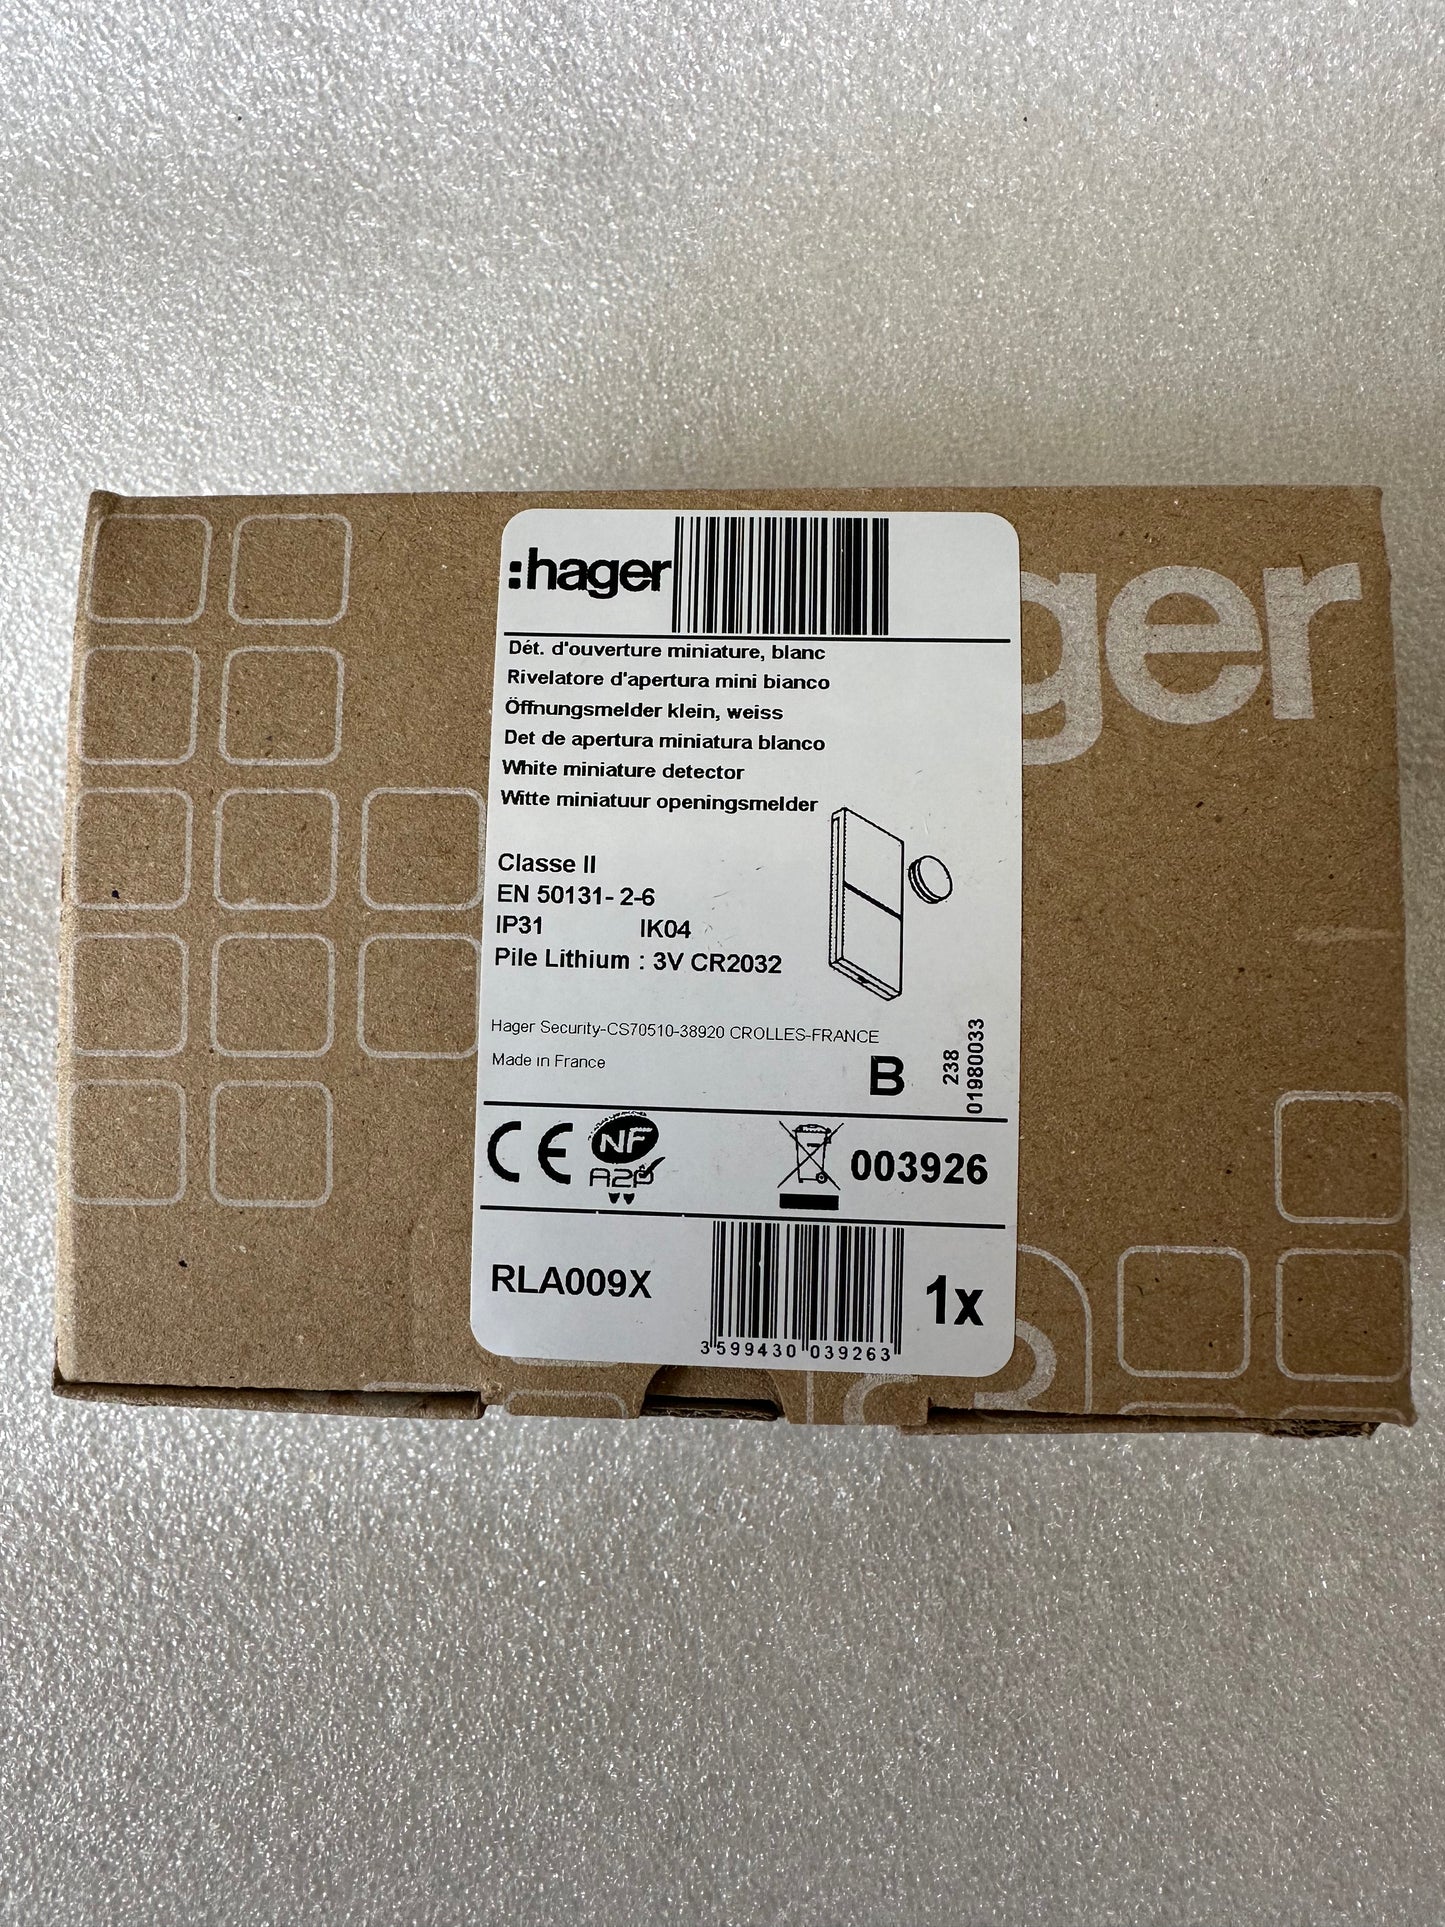 :hager
ger
Dét. d'ouverture miniature, blanc
Rivelatore d'apertura mini bianco
Öffnungsmelder klein, weiss
Det de apertura miniatura blanco
White miniature detector
Witte miniatuur openingsmelder
Classe II
EN 50131- 2-6
IP31 IK04
Pile Lithium : 3V CR2032
Hager Security-CS70510-38920 CROLLES-FRANCE
Made in France
B
238
01980033
CE NF
A2P
003926
RLA009X
1x
3599430 039263